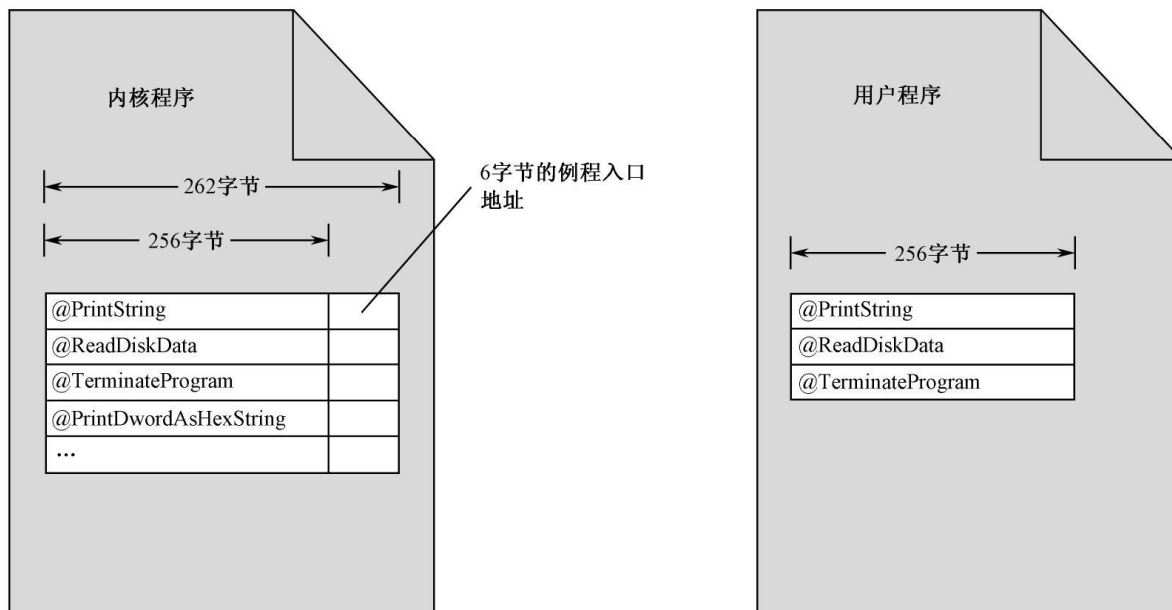 内核程序
262字节
256字节
6字节的例程入口
地址
@PrintString
@ReadDiskData
@TerminateProgram
@PrintDwordAsHexString
…
用户程序
256字节
@PrintString
@ReadDiskData
@TerminateProgram